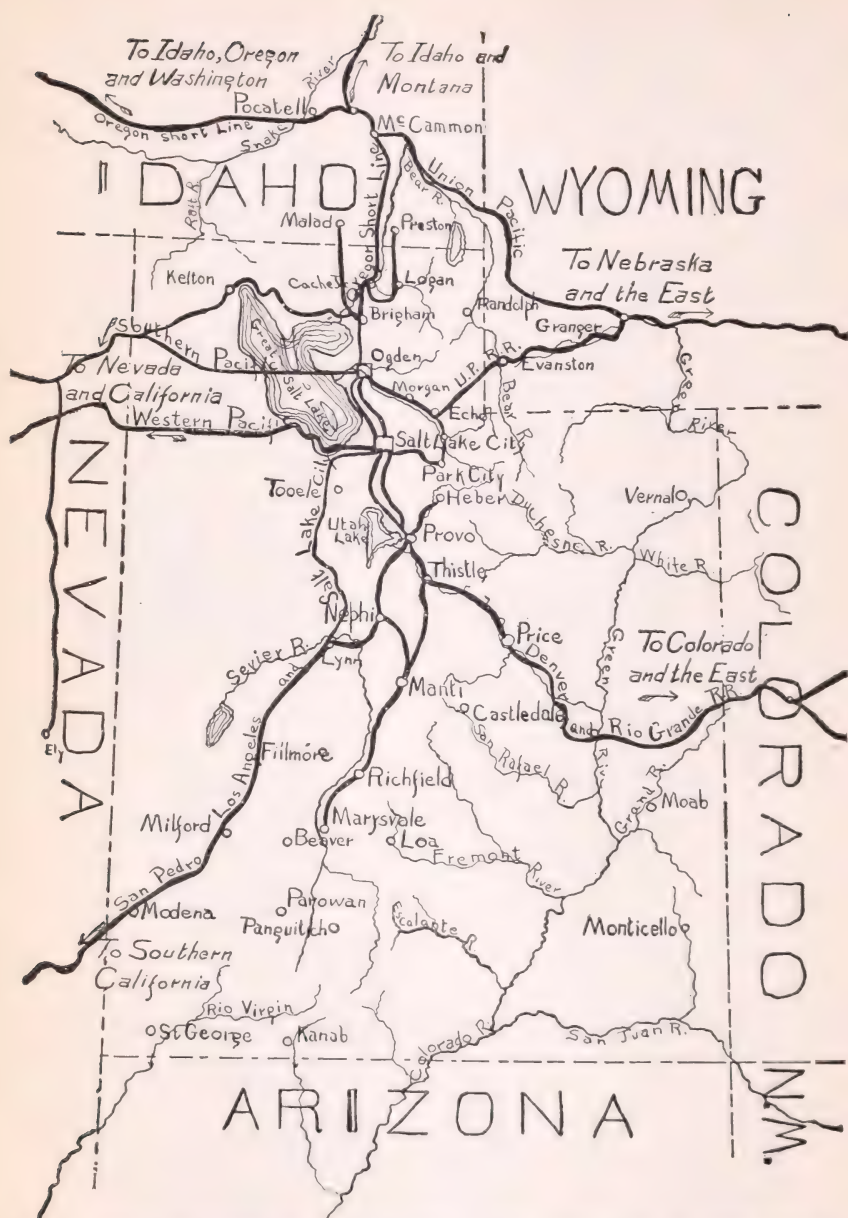 To Idaho, Oregon
and Washington
River
To Idaho and
Montana
Pocatello
Oregon Short Line
Snake
McCammon
IDAHO
WYOMING
Raft R.
Bear R.
Union Pacific
Oregon Short Line
Malad
Preston
To Nebraska
and the East
Kelton
Cache Jc
Logan
Brigham
Randolph
Granger
Southern Pacific
Great
Salt Lake
Ogden
Morgan
U.P. R.R.
Evanston
Green
River
To Nevada
and California
Echo
Bear R.
Western Pacific
Salt Lake City
Park City
Tooele
Heber
Vernal
NEVADA
COLORADO
Utah
Lake
Provo
Duchesne R.
White R.
Thistle
San Pedro Los Angeles and Salt Lake
Nephi
Price
To Colorado
and the East
Sevier R.
Lynn
Denver and Rio Grande R.R.
Green
River
Manti
Castledale
San Rafael R.
Ely
Fillmore
Richfield
Grand R.
Moab
Milford
Marysvale
Beaver
Loa
Fremont River
Modena
Parowan
Panguitch
Escalante R.
Monticello
To Southern
California
Rio Virgin
St George
Kanab
Colorado R.
San Juan R.
ARIZONA
N.M.